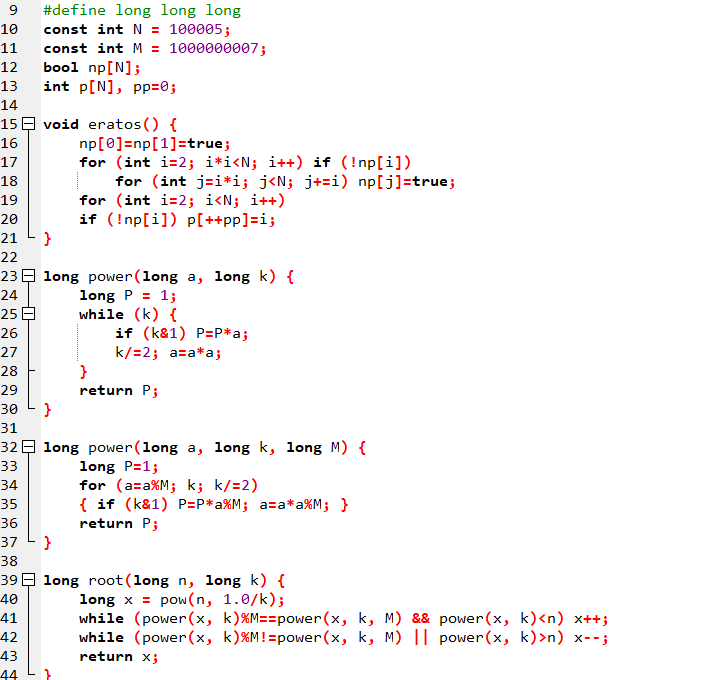 9 #define long long long
10 const int N = 100005;
11 const int M = 1000000007;
12 bool np[N];
13 int p[N], pp=0;
14
15 void eratos() {
16 np[0]=np[1]=true;
17 for (int i=2; i*i<N; i++) if (!np[i])
18 for (int j=i*i; j<N; j+=i) np[j]=true;
19 for (int i=2; i<N; i++)
20 if (!np[i]) p[++pp]=i;
21 }
22
23 long power(long a, long k) {
24 long P = 1;
25 while (k) {
26 if (k&1) P=P*a;
27 k/=2; a=a*a;
28 }
29 return P;
30 }
31
32 long power(long a, long k, long M) {
33 long P=1;
34 for (a=a%M; k; k/=2)
35 { if (k&1) P=P*a%M; a=a*a%M; }
36 return P;
37 }
38
39 long root(long n, long k) {
40 long x = pow(n, 1.0/k);
41 while (power(x, k)%M==power(x, k, M) && power(x, k)<n) x++;
42 while (power(x, k)%M!=power(x, k, M) || power(x, k)>n) x--;
43 return x;
44 }